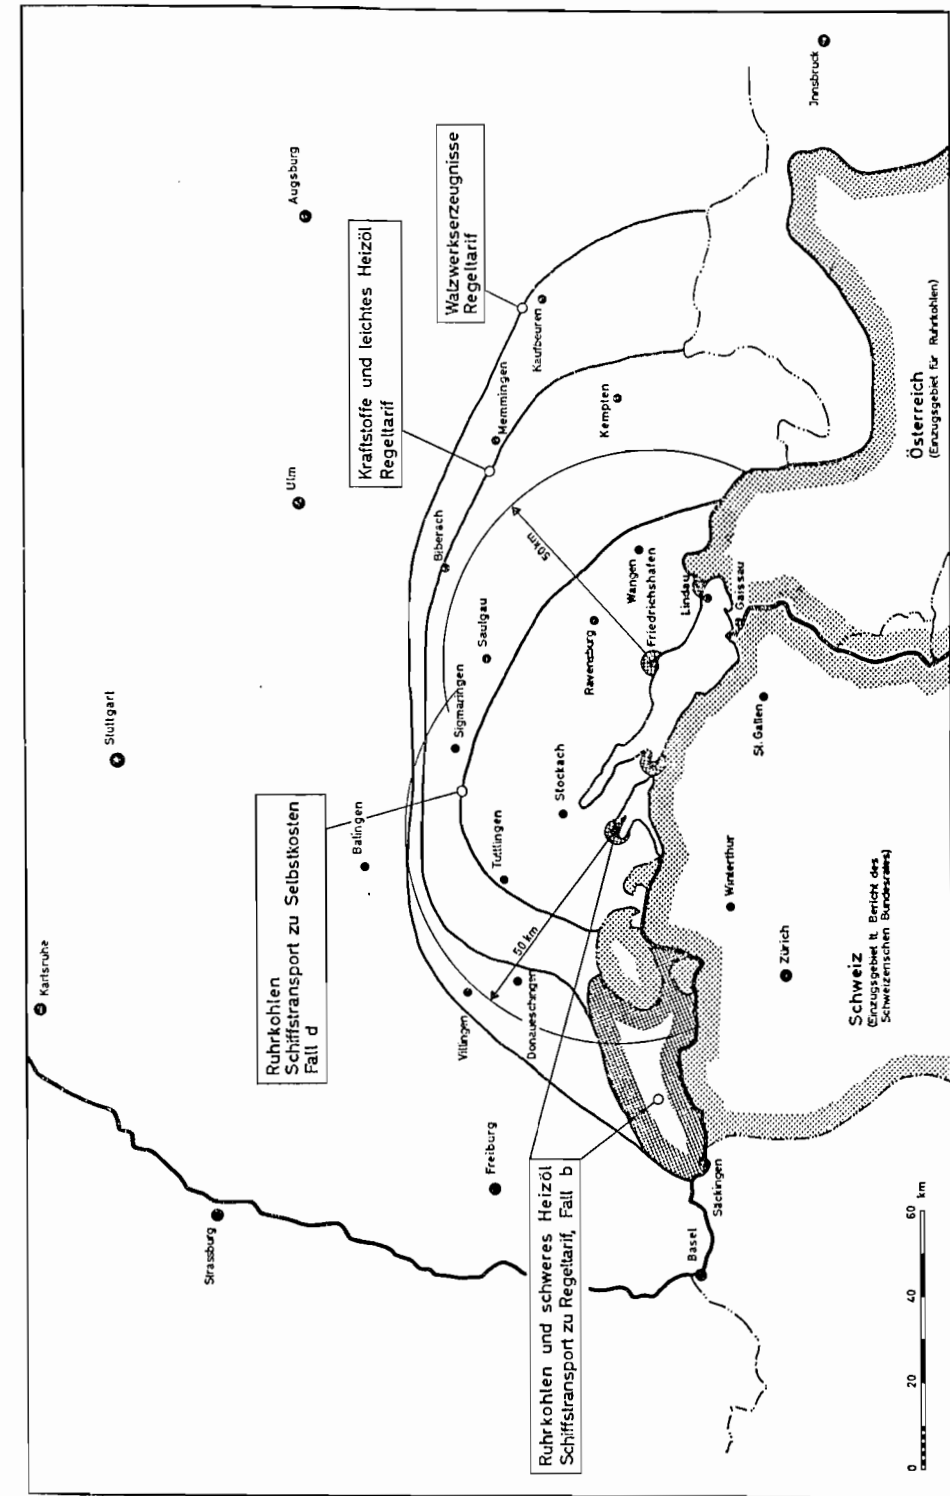 Karlsruhe
Stuttgart
Augsburg
Innsbruck
Strassburg
Ulm
Balingen
Freiburg
Villingen
Donaueschingen
Tuttlingen
Sigmaringen
Saulgau
Biberach
Memmingen
Kaufbeuren
Kempten
Stockach
Ravensburg
Wangen
Friedrichshafen
Lindau
Gaissau
St.Gallen
Winterthur
Zürich
Säckingen
Basel
Ruhrkohlen
Schiffstransport zu Selbstkosten
Fall d
Kraftstoffe und leichtes Heizöl
Regeltarif
Walzwerkserzeugnisse
Regeltarif
Ruhrkohlen und schweres Heizöl
Schiffstransport zu Regeltarif, Fall b
50 km
50km
Schweiz
(Einzugsgebiet lt. Bericht des
Schweizerischen Bundesrates)
Österreich
(Einzugsgebiet für Ruhrkohlen)
0 20 40 60 km